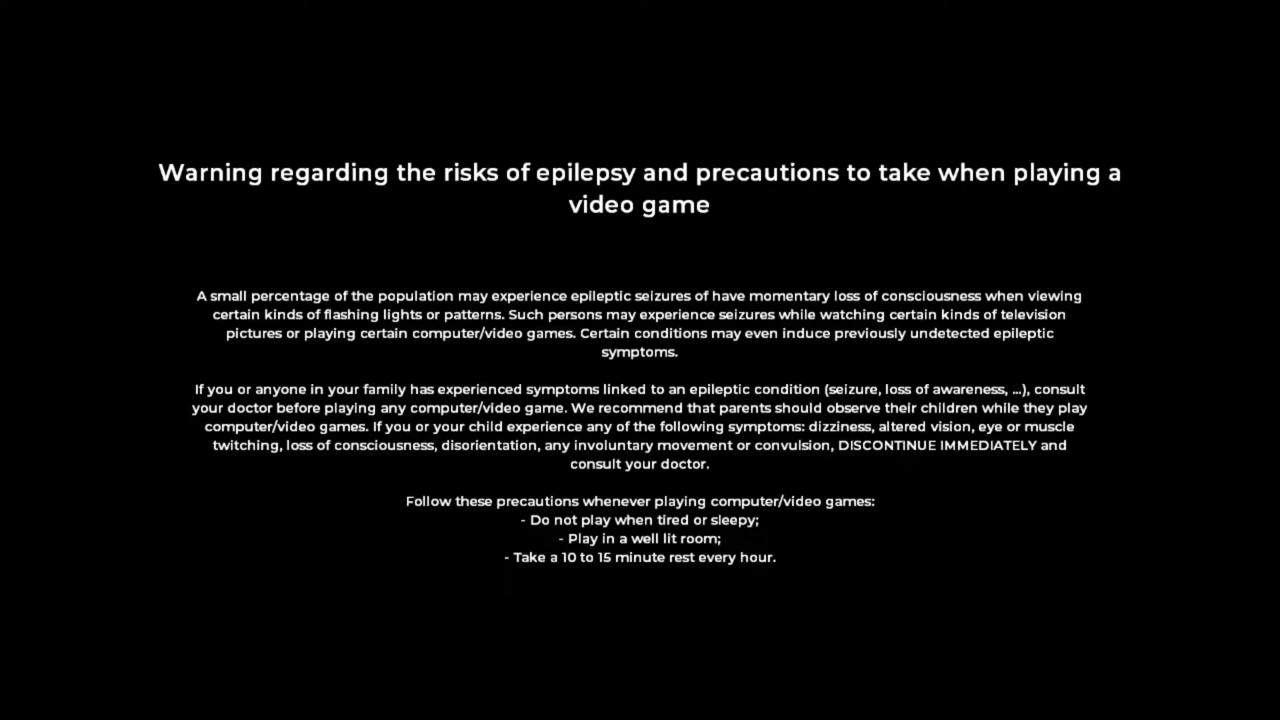 Warning regarding the risks of epilepsy and precautions to take when playing a
video game
A small percentage of the population may experience epileptic seizures of have momentary loss of consciousness when viewing
certain kinds of flashing lights or patterns. Such persons may experience seizures while watching certain kinds of television
pictures or playing certain computer/video games. Certain conditions may even induce previously undetected epileptic
symptoms.
If you or anyone in your family has experienced symptoms linked to an epileptic condition (seizure, loss of awareness, ...), consult
your doctor before playing any computer/video game. We recommend that parents should observe their children while they play
computer/video games. If you or your child experience any of the following symptoms: dizziness, altered vision, eye or muscle
twitching, loss of consciousness, disorientation, any involuntary movement or convulsion, DISCONTINUE IMMEDIATELY and
consult your doctor.
Follow these precautions whenever playing computer/video games:
- Do not play when tired or sleepy;
- Play in a well lit room;
- Take a 10 to 15 minute rest every hour.